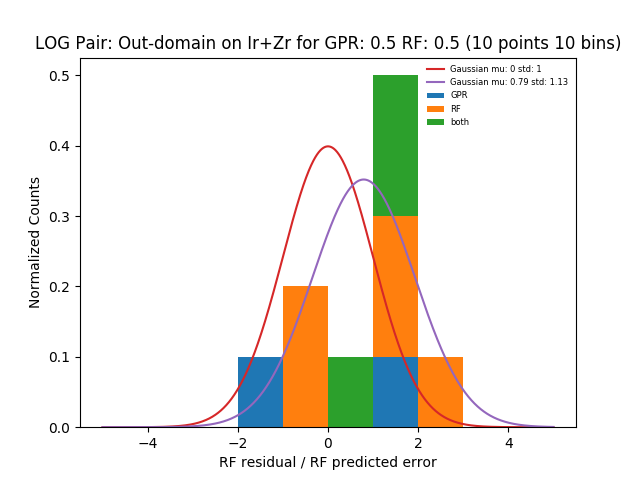 LOG Pair: Out-domain on Ir+Zr for GPR: 0.5 RF: 0.5 (10 points 10 bins)
Gaussian mu: 0 std: 1
Gaussian mu: 0.79 std: 1.13
GPR
RF
both
Normalized Counts
0.5
0.4
0.3
0.2
0.1
0.0
−4 −2 0 2 4
RF residual / RF predicted error